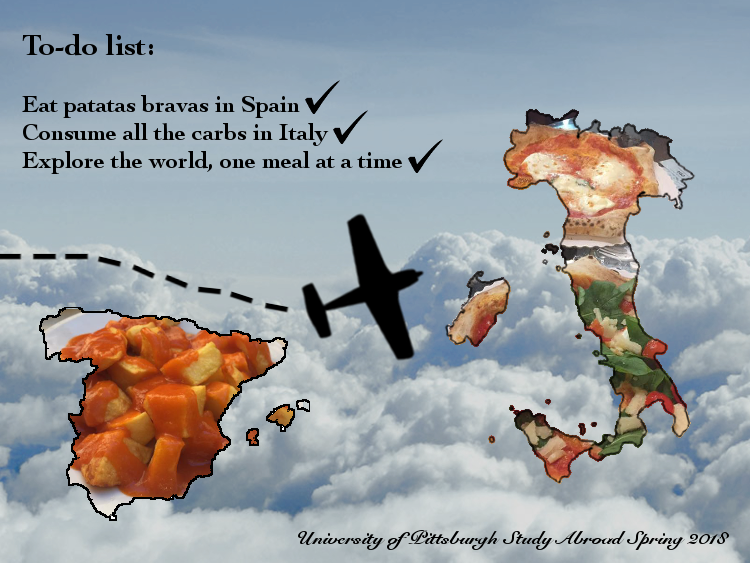 To-do list:
Eat patatas bravas in Spain ✓
Consume all the carbs in Italy ✓
Explore the world, one meal at a time ✓
University of Pittsburgh Study Abroad Spring 2018